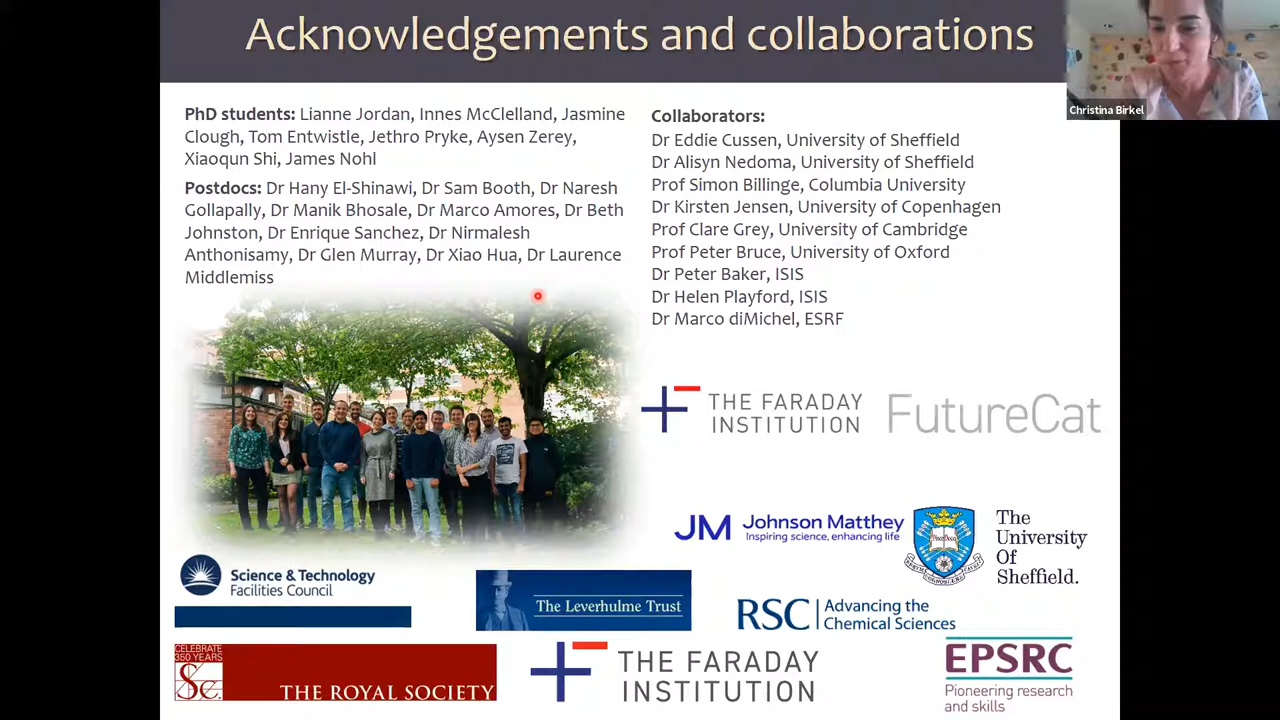 Acknowledgements and collaborations
Christina Birkel
PhD students: Lianne Jordan, Innes McClelland, Jasmine
Clough, Tom Entwistle, Jethro Pryke, Aysen Zerey,
Xiaoqun Shi, James Nohl
Postdocs: Dr Hany El-Shinawi, Dr Sam Booth, Dr Naresh
Gollapally, Dr Manik Bhosale, Dr Marco Amores, Dr Beth
Johnston, Dr Enrique Sanchez, Dr Nirmalesh
Anthonisamy, Dr Glen Murray, Dr Xiao Hua, Dr Laurence
Middlemiss
Collaborators:
Dr Eddie Cussen, University of Sheffield
Dr Alisyn Nedoma, University of Sheffield
Prof Simon Billinge, Columbia University
Dr Kirsten Jensen, University of Copenhagen
Prof Clare Grey, University of Cambridge
Prof Peter Bruce, University of Oxford
Dr Peter Baker, ISIS
Dr Helen Playford, ISIS
Dr Marco diMichel, ESRF
THE FARADAY
INSTITUTION
FutureCat
JM Johnson Matthey
Inspiring science, enhancing life
The
University
Of
Sheffield.
Science & Technology
Facilities Council
The Leverhulme Trust
RSC Advancing the
Chemical Sciences
CELEBRATE
350 YEARS
THE ROYAL SOCIETY
THE FARADAY
INSTITUTION
EPSRC
Pioneering research
and skills